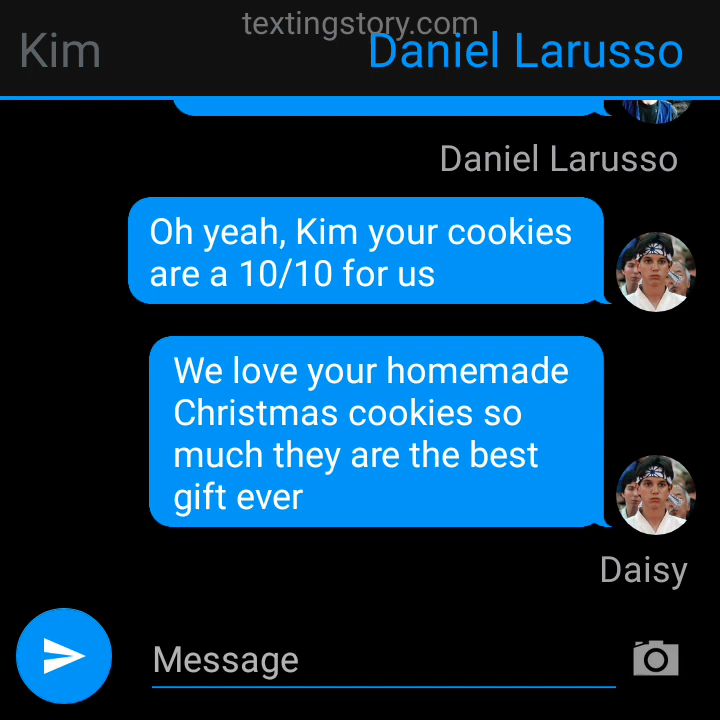 textingstory.com
Kim
Daniel Larusso
Daniel Larusso
Oh yeah, Kim your cookies
are a 10/10 for us
We love your homemade
Christmas cookies so
much they are the best
gift ever
Daisy
Message